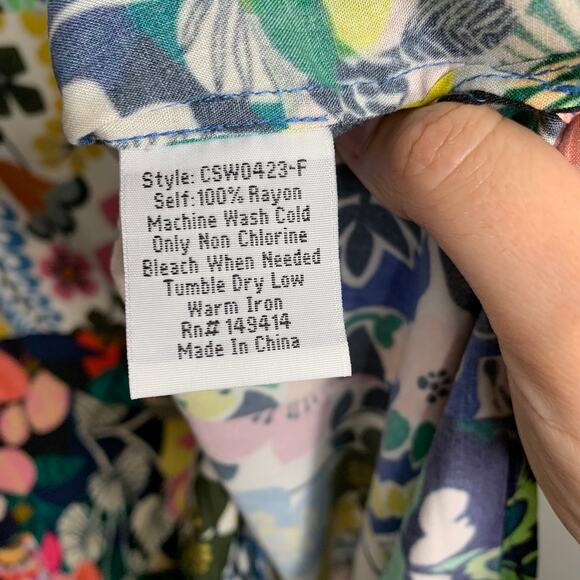 Style: CSW0423-F
Self:100% Rayon
Machine Wash Cold
Only Non Chlorine
Bleach When Needed
Tumble Dry Low
Warm Iron
Rn# 149414
Made In China